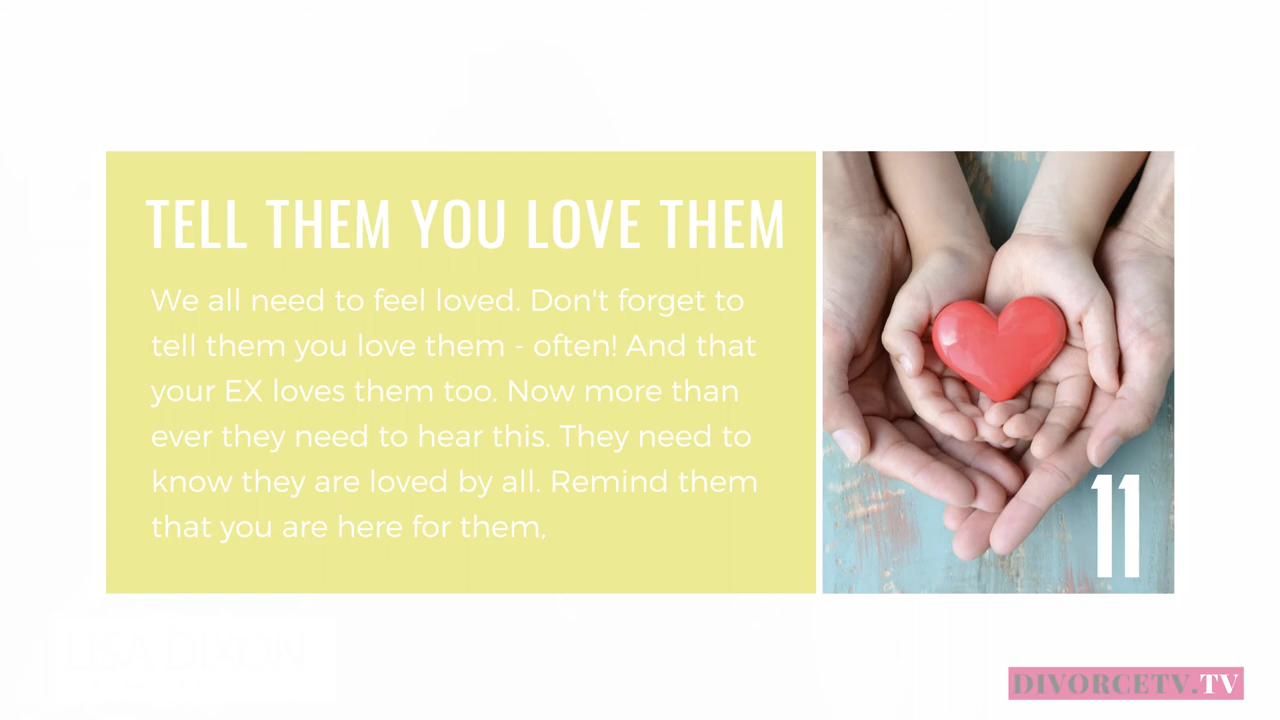 TELL THEM YOU LOVE THEM
We all need to feel loved. Don't forget to
tell them you love them - often! And that
your EX loves them too. Now more than
ever they need to hear this. They need to
know they are loved by all. Remind them
that you are here for them,
11
LISA DIXON
DIVORCETV.TV